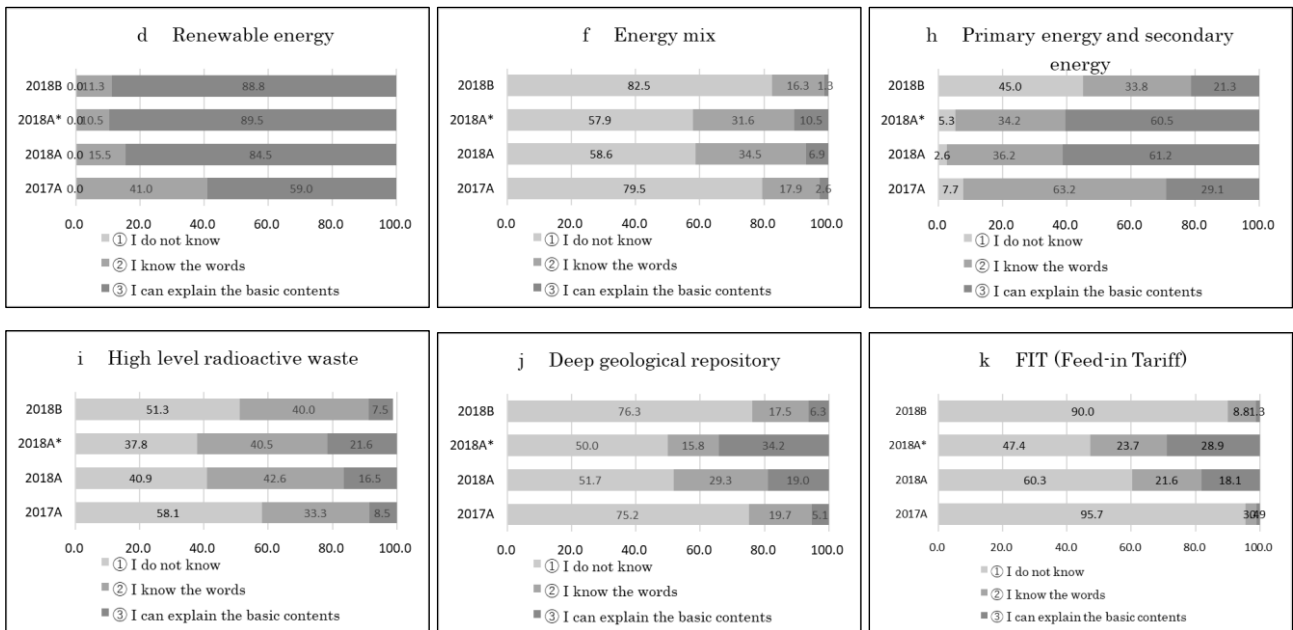 d Renewable energy
2018B 0.0 11.3 88.8
2018A* 0.0 10.5 89.5
2018A 0.0 15.5 84.5
2017A 0.0 41.0 59.0
0.0 20.0 40.0 60.0 80.0 100.0
① I do not know
② I know the words
③ I can explain the basic contents
f Energy mix
2018B 82.5 16.3 1.3
2018A* 57.9 31.6 10.5
2018A 58.6 34.5 6.9
2017A 79.5 17.9 2.6
0.0 20.0 40.0 60.0 80.0 100.0
① I do not know
② I know the words
③ I can explain the basic contents
h Primary energy and secondary
energy
2018B 45.0 33.8 21.3
2018A* 5.3 34.2 60.5
2018A 2.6 36.2 61.2
2017A 7.7 63.2 29.1
0.0 20.0 40.0 60.0 80.0 100.0
① I do not know
② I know the words
③ I can explain the basic contents
i High level radioactive waste
2018B 51.3 40.0 7.5
2018A* 37.8 40.5 21.6
2018A 40.9 42.6 16.5
2017A 58.1 33.3 8.5
0.0 20.0 40.0 60.0 80.0 100.0
① I do not know
② I know the words
③ I can explain the basic contents
j Deep geological repository
2018B 76.3 17.5 6.3
2018A* 50.0 15.8 34.2
2018A 51.7 29.3 19.0
2017A 75.2 19.7 5.1
0.0 20.0 40.0 60.0 80.0 100.0
① I do not know
② I know the words
③ I can explain the basic contents
k FIT (Feed-in Tariff)
2018B 90.0 8.8 1.3
2018A* 47.4 23.7 28.9
2018A 60.3 21.6 18.1
2017A 95.7
0.0 20.0 40.0 60.0 80.0 100.0
① I do not know
② I know the words
③ I can explain the basic contents